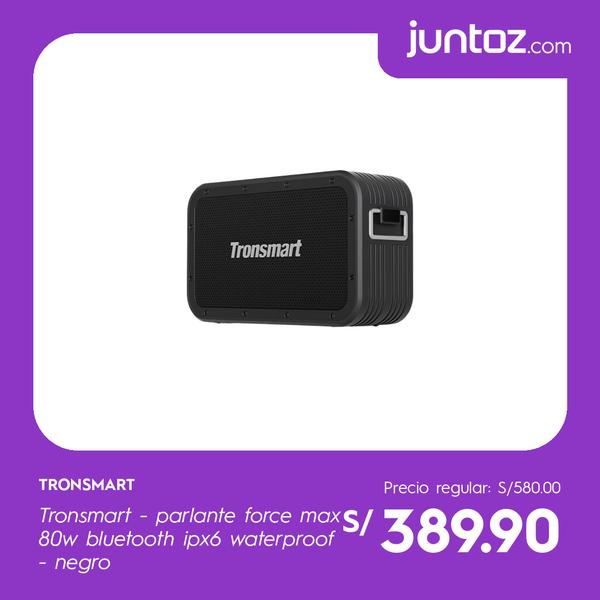 juntoz.com
Tronsmart
TRONSMART
Tronsmart - parlante force max
80w bluetooth ipx6 waterproof
- negro
Precio regular: S/580.00
S/389.90